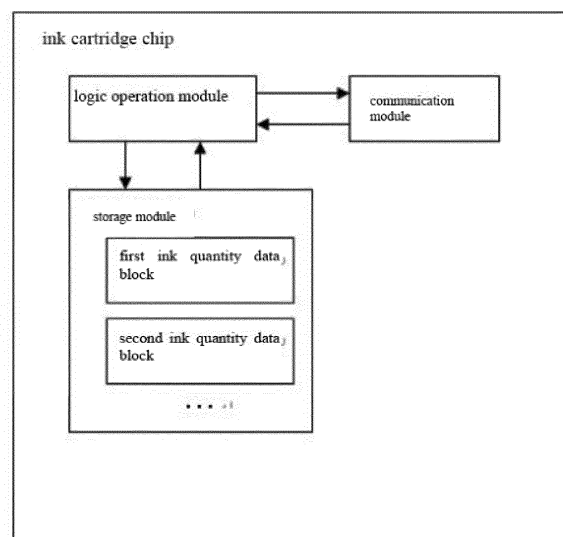 ink cartridge chip
logic operation module
communication
module
storage module
first ink quantity data
block
second ink quantity data
block
....